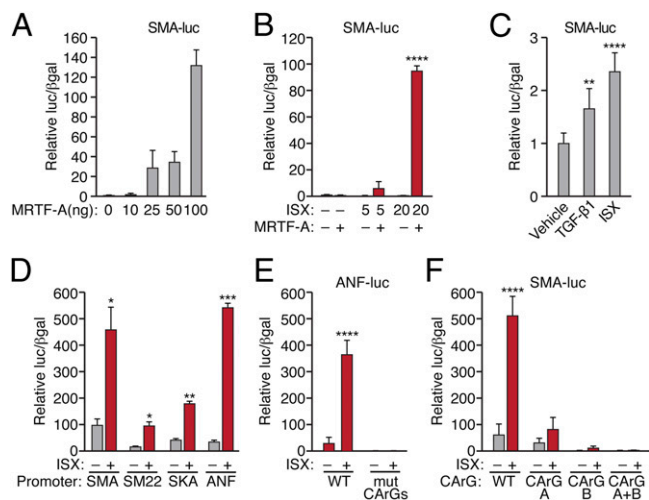 A
SMA-luc
Relative luc/βgal
160
140
120
100
80
60
40
20
0
MRTF-A(ng): 0 10 25 50 100
B
SMA-luc
Relative luc/βgal
120
100
80
60
40
20
0
****
ISX: – – 5 5 20 20
MRTF-A: – + – + – +
C
SMA-luc
Relative luc/βgal
3
2
1
0
**
****
Vehicle
TGF-β1
ISX
D
Relative luc/βgal
600
500
400
300
200
100
0
*
*
**
***
ISX: – + – + – + – +
Promoter: SMA SM22 SKA ANF
E
ANF-luc
Relative luc/βgal
600
500
400
300
200
100
0
****
ISX: – + – +
WT mut
CArGs
F
SMA-luc
Relative luc/βgal
600
500
400
300
200
100
0
****
ISX: – + – + – + – +
CArG: WT CArG CArG CArG
A B A+B